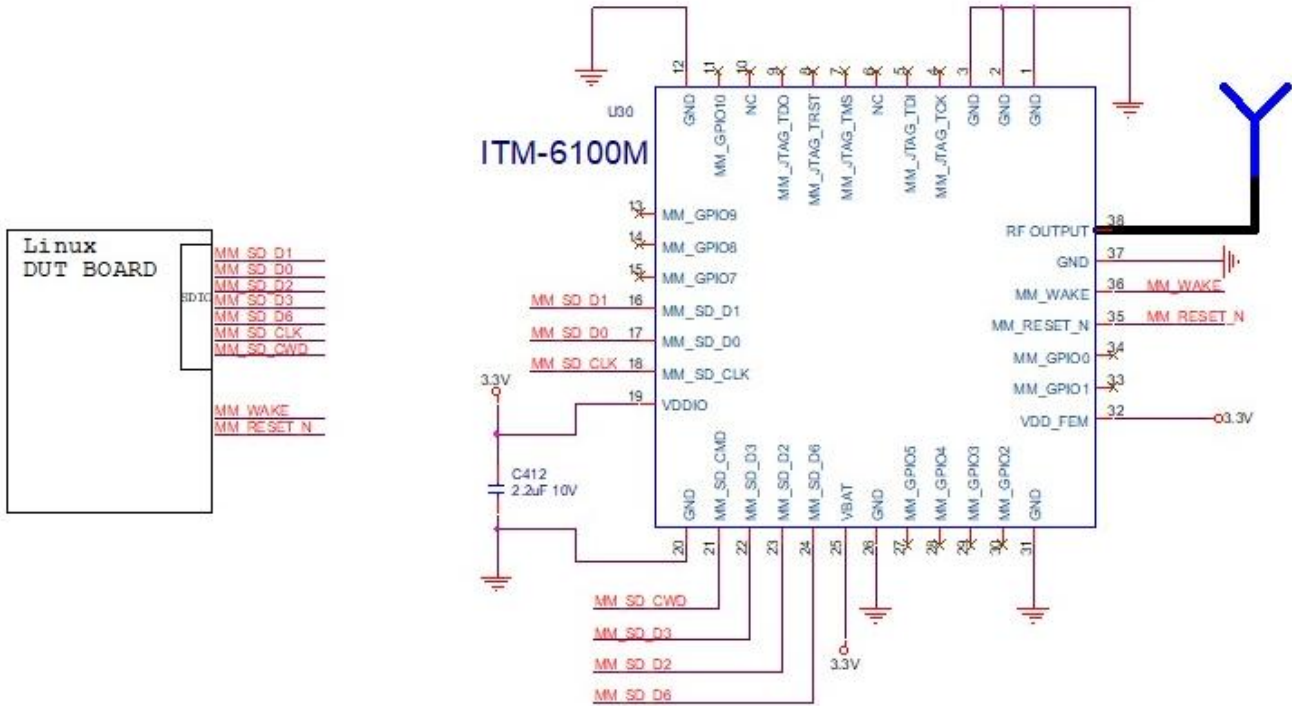 12
11
10
9
8
7
6
5
4
3
2
1
U30
GND
MM_GPIO10
NC
MM_JTAG_TDO
MM_JTAG_TRST
MM_JTAG_TMS
NC
MM_JTAG_TDI
MM_JTAG_TCK
GND
GND
GND
ITM-6100M
13
MM_GPIO9
14
MM_GPIO8
15
MM_GPIO7
MM_SD_D1
16
MM_SD_D1
MM_SD_D0
17
MM_SD_D0
MM_SD_CLK
18
MM_SD_CLK
3.3V
19
VDDIO
RF OUTPUT
38
GND
37
MM_WAKE
36
MM_WAKE
MM_RESET_N
35
MM_RESET_N
MM_GPIO0
34
MM_GPIO1
33
VDD_FEM
32
3.3V
Linux
DUT BOARD
SDIO
MM_SD_D1
MM_SD_D0
MM_SD_D2
MM_SD_D3
MM_SD_D6
MM_SD_CLK
MM_SD_CWD
MM_WAKE
MM_RESET_N
C412
2.2uF 10V
GND
MM_SD_CMD
MM_SD_D3
MM_SD_D2
MM_SD_D6
VBAT
GND
MM_GPIO5
MM_GPIO4
MM_GPIO3
MM_GPIO2
GND
20
21
22
23
24
25
26
27
28
29
30
31
MM_SD_CWD
MM_SD_D3
MM_SD_D2
MM_SD_D6
3.3V